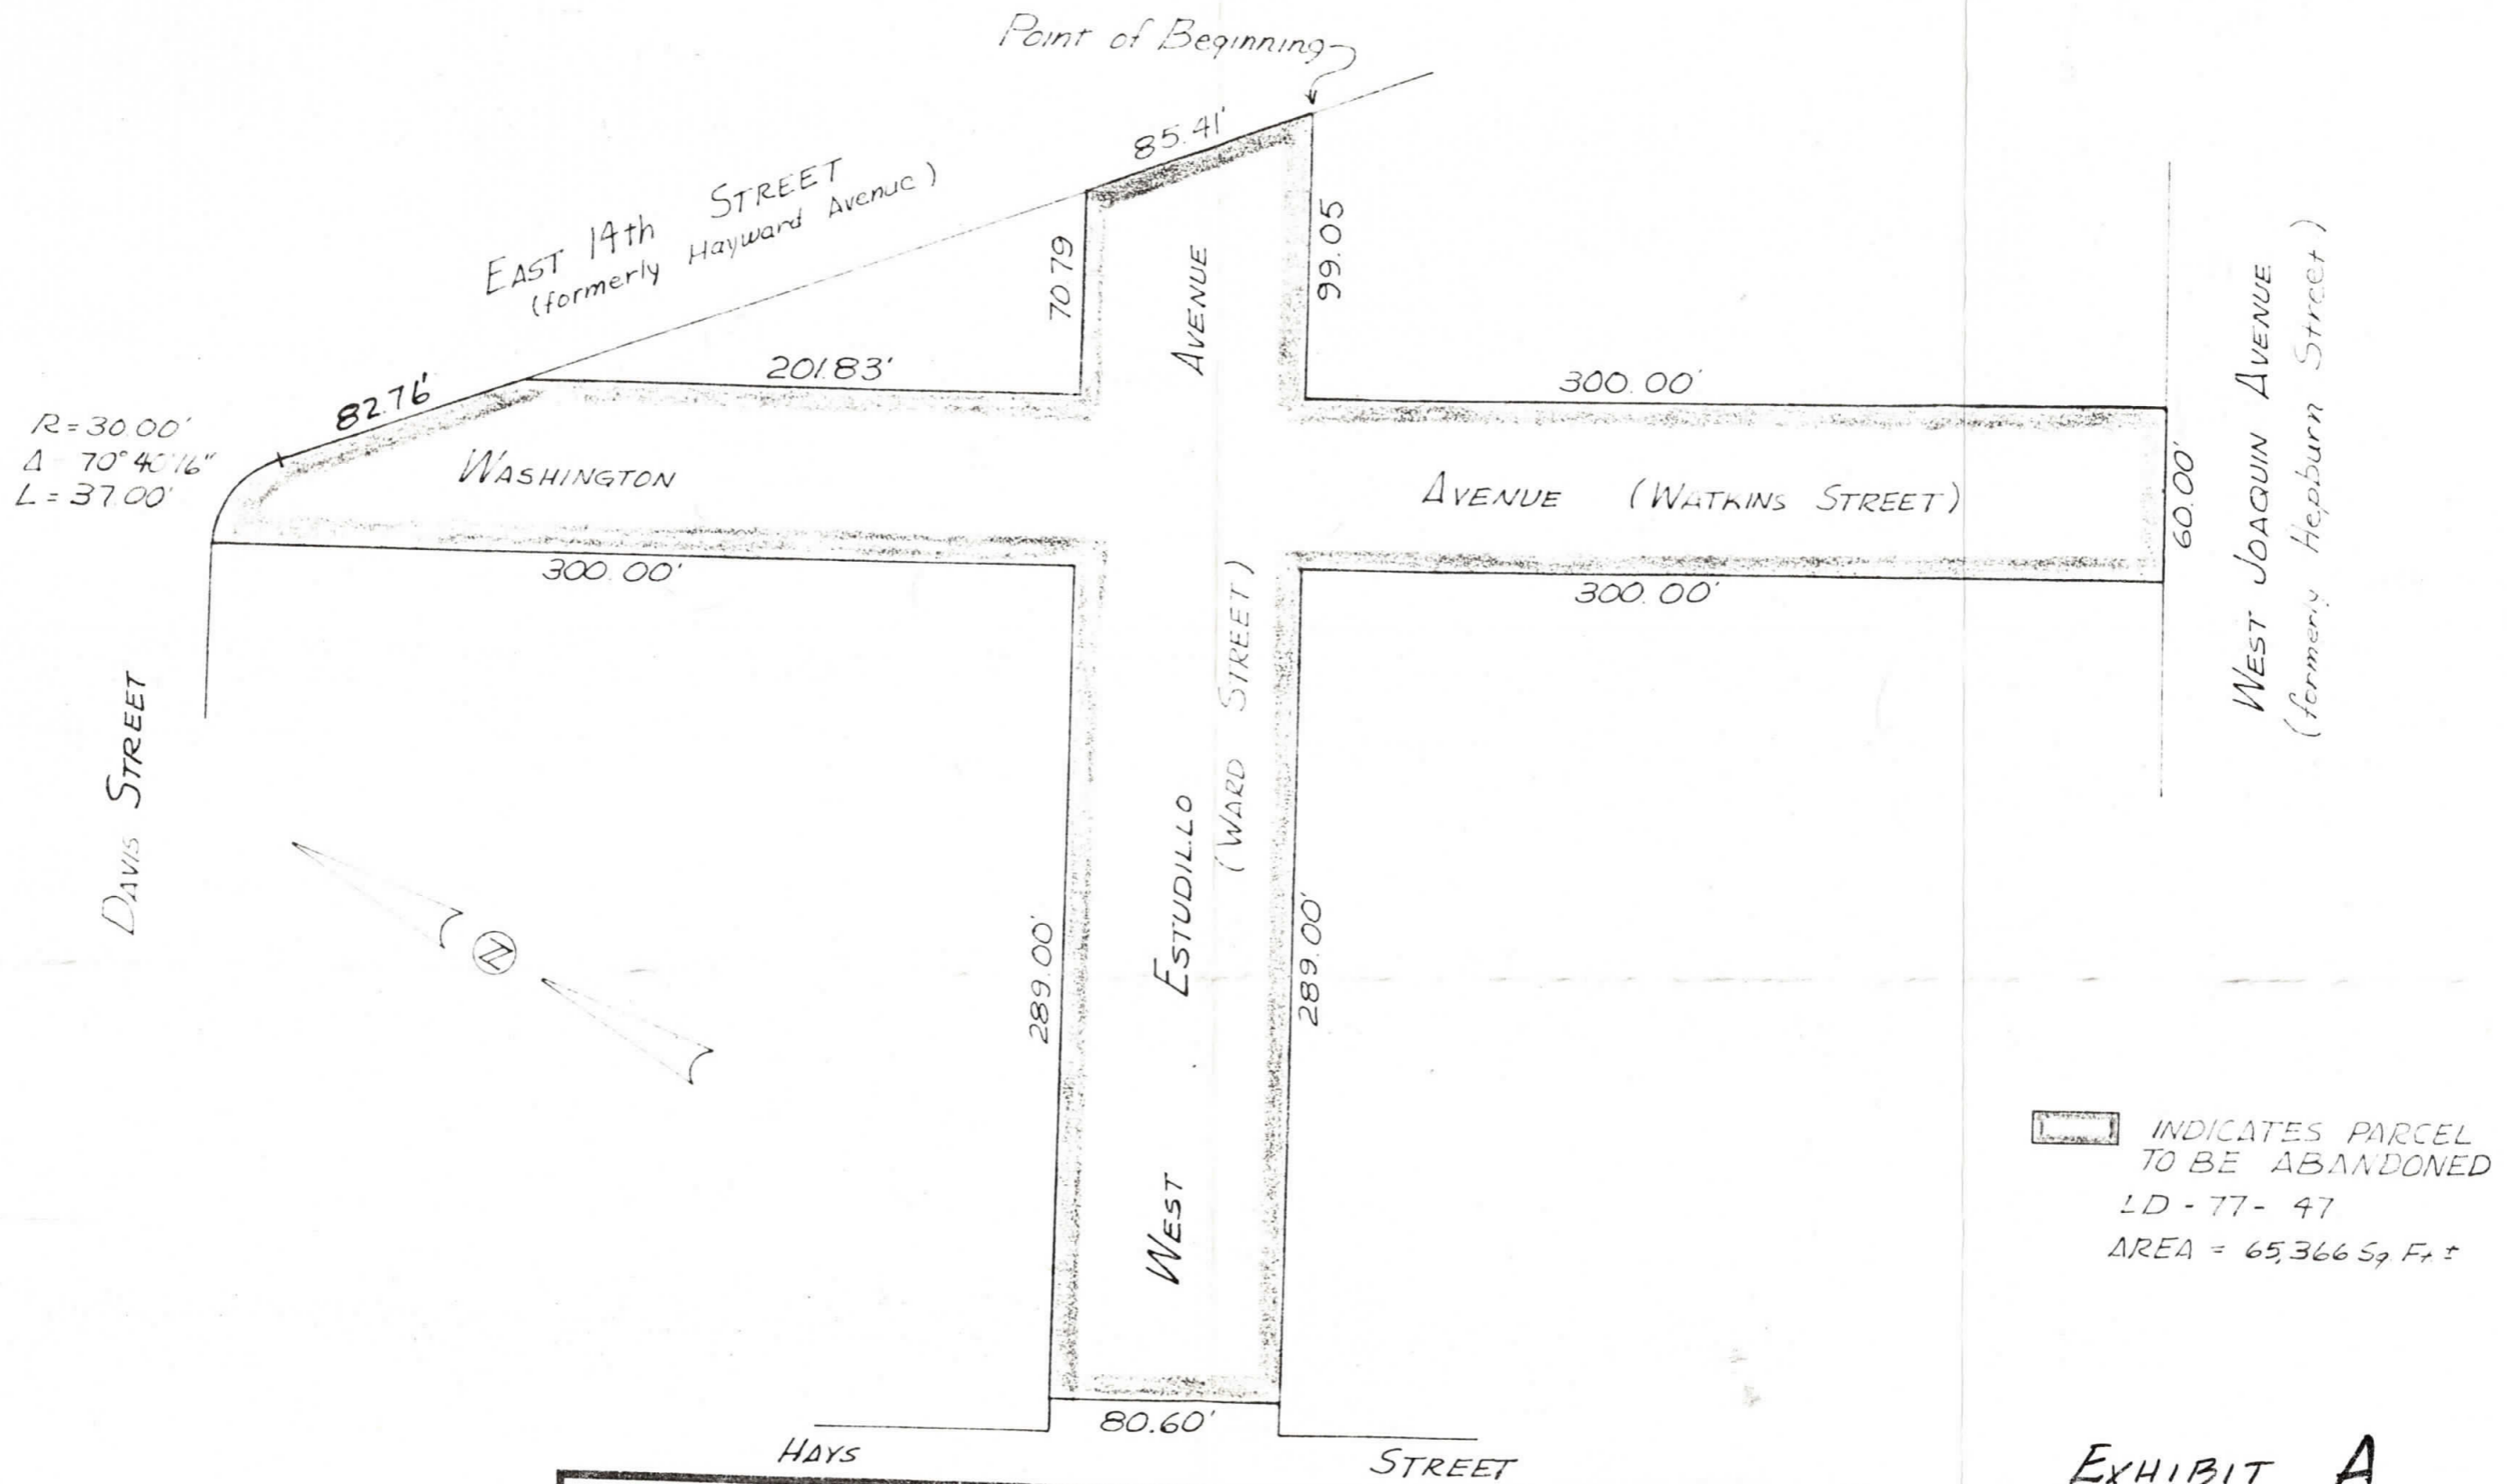 Point of Beginning
85.41'
EAST 14th STREET
(formerly Hayward Avenue)
70.79
AVENUE
99.05
201.83'
300.00'
82.76'
R = 30.00'
Δ 70° 40' 16"
L = 37.00'
WASHINGTON
AVENUE (WATKINS STREET)
60.00'
WEST JOAQUIN AVENUE
(formerly Hepburn Street)
300.00'
300.00'
(WARD STREET)
DAVIS STREET
N
289.00'
WEST ESTUDILLO
289.00'
INDICATES PARCEL
TO BE ABANDONED
LD - 77 - 47
AREA = 65,366 Sq Ft ±
80.60'
HAYS STREET
EXHIBIT A